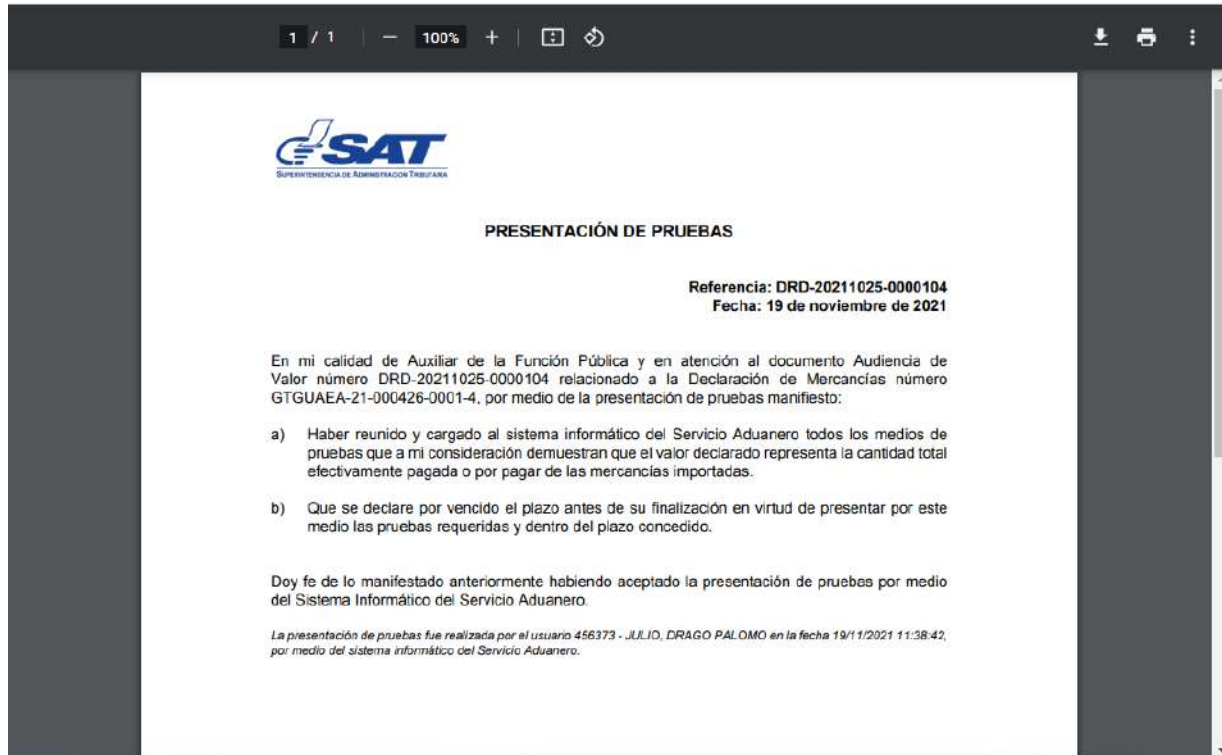 1 / 1
100%
SAT
SUPERINTENDENCIA DE ADMINISTRACION TRIBUTARIA
PRESENTACIÓN DE PRUEBAS
Referencia: DRD-20211025-0000104
Fecha: 19 de noviembre de 2021
En mi calidad de Auxiliar de la Función Pública y en atención al documento Audiencia de
Valor número DRD-20211025-0000104 relacionado a la Declaración de Mercancías número
GTGUAEA-21-000426-0001-4, por medio de la presentación de pruebas manifiesto:
a) Haber reunido y cargado al sistema informático del Servicio Aduanero todos los medios de
pruebas que a mi consideración demuestran que el valor declarado representa la cantidad total
efectivamente pagada o por pagar de las mercancías importadas.
b) Que se declare por vencido el plazo antes de su finalización en virtud de presentar por este
medio las pruebas requeridas y dentro del plazo concedido.
Doy fe de lo manifestado anteriormente habiendo aceptado la presentación de pruebas por medio
del Sistema Informático del Servicio Aduanero.
La presentación de pruebas fue realizada por el usuario 456373 - JULIO, DRAGO PALOMO en la fecha 19/11/2021 11:38:42,
por medio del sistema informático del Servicio Aduanero.